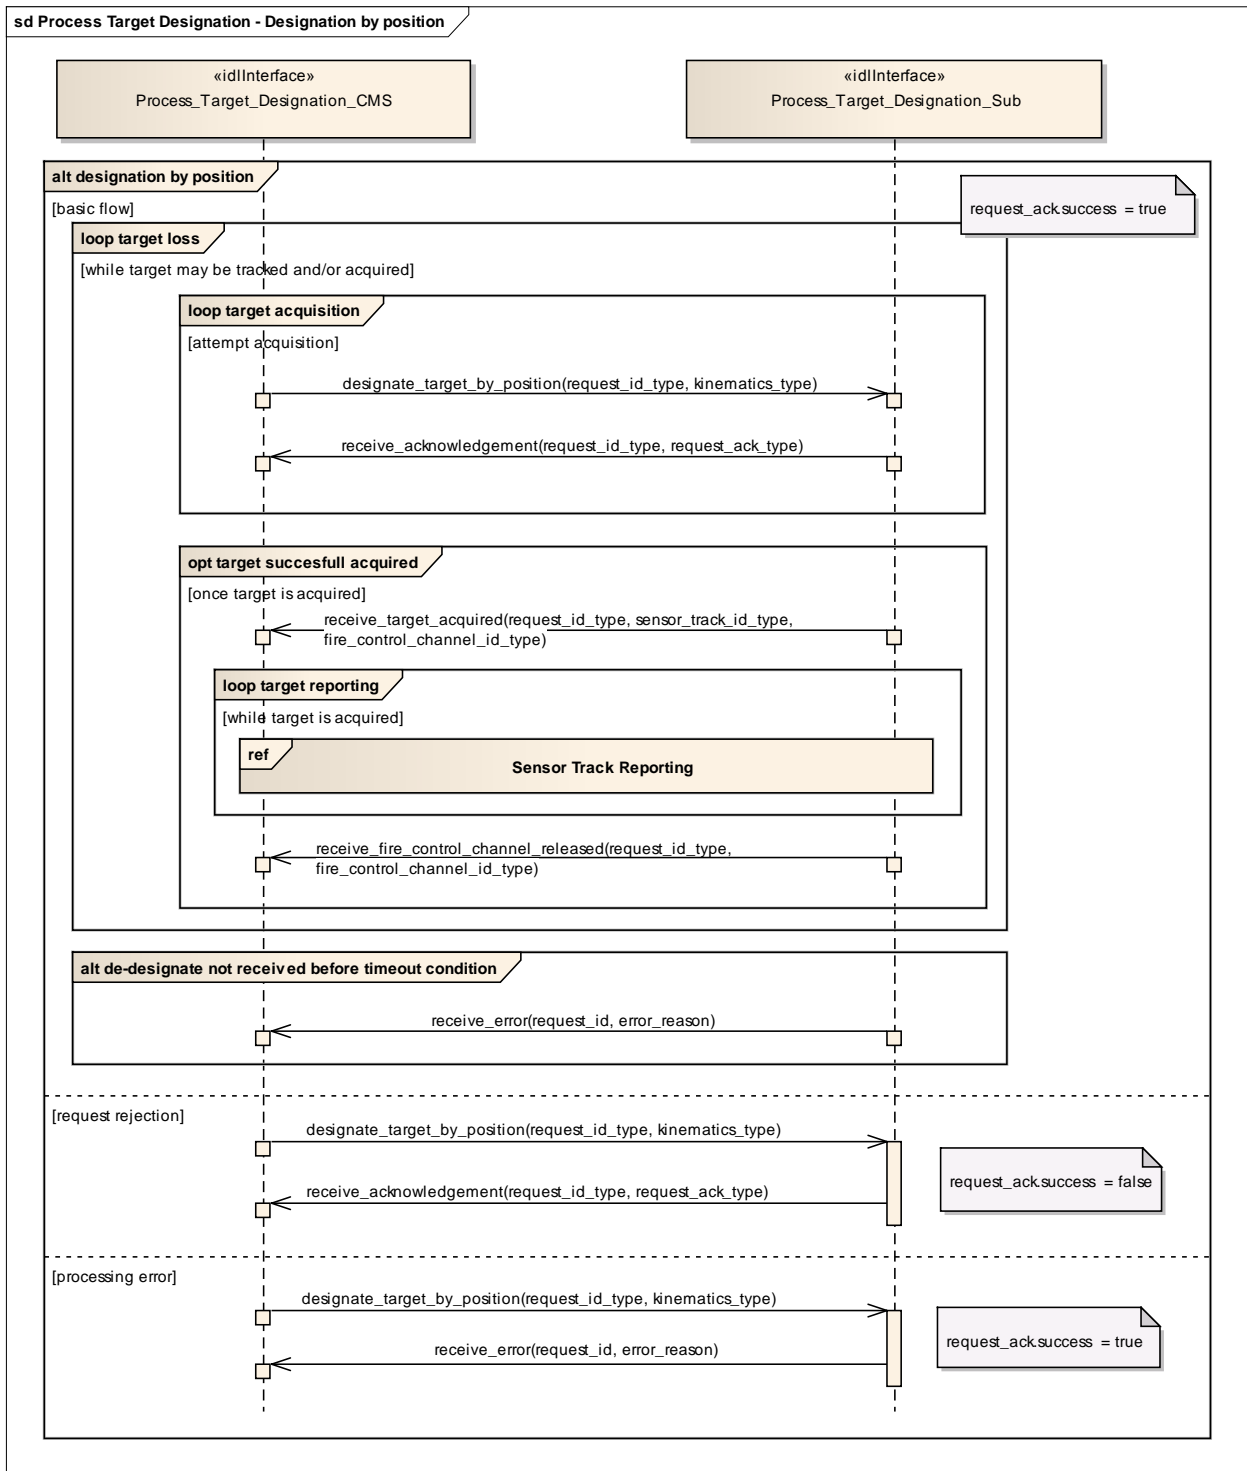 sd Process Target Designation - Designation by position
«idlInterface»
Process_Target_Designation_CMS
«idlInterface»
Process_Target_Designation_Sub
alt designation by position
[basic flow]
request_ack.success = true
loop target loss
[while target may be tracked and/or acquired]
loop target acquisition
[attempt acquisition]
designate_target_by_position(request_id_type, kinematics_type)
receive_acknowledgement(request_id_type, request_ack_type)
opt target succesfull acquired
[once target is acquired]
receive_target_acquired(request_id_type, sensor_track_id_type,
fire_control_channel_id_type)
loop target reporting
[while target is acquired]
ref
Sensor Track Reporting
receive_fire_control_channel_released(request_id_type,
fire_control_channel_id_type)
alt de-designate not received before timeout condition
receive_error(request_id, error_reason)
[request rejection]
designate_target_by_position(request_id_type, kinematics_type)
receive_acknowledgement(request_id_type, request_ack_type)
request_ack.success = false
[processing error]
designate_target_by_position(request_id_type, kinematics_type)
receive_error(request_id, error_reason)
request_ack.success = true